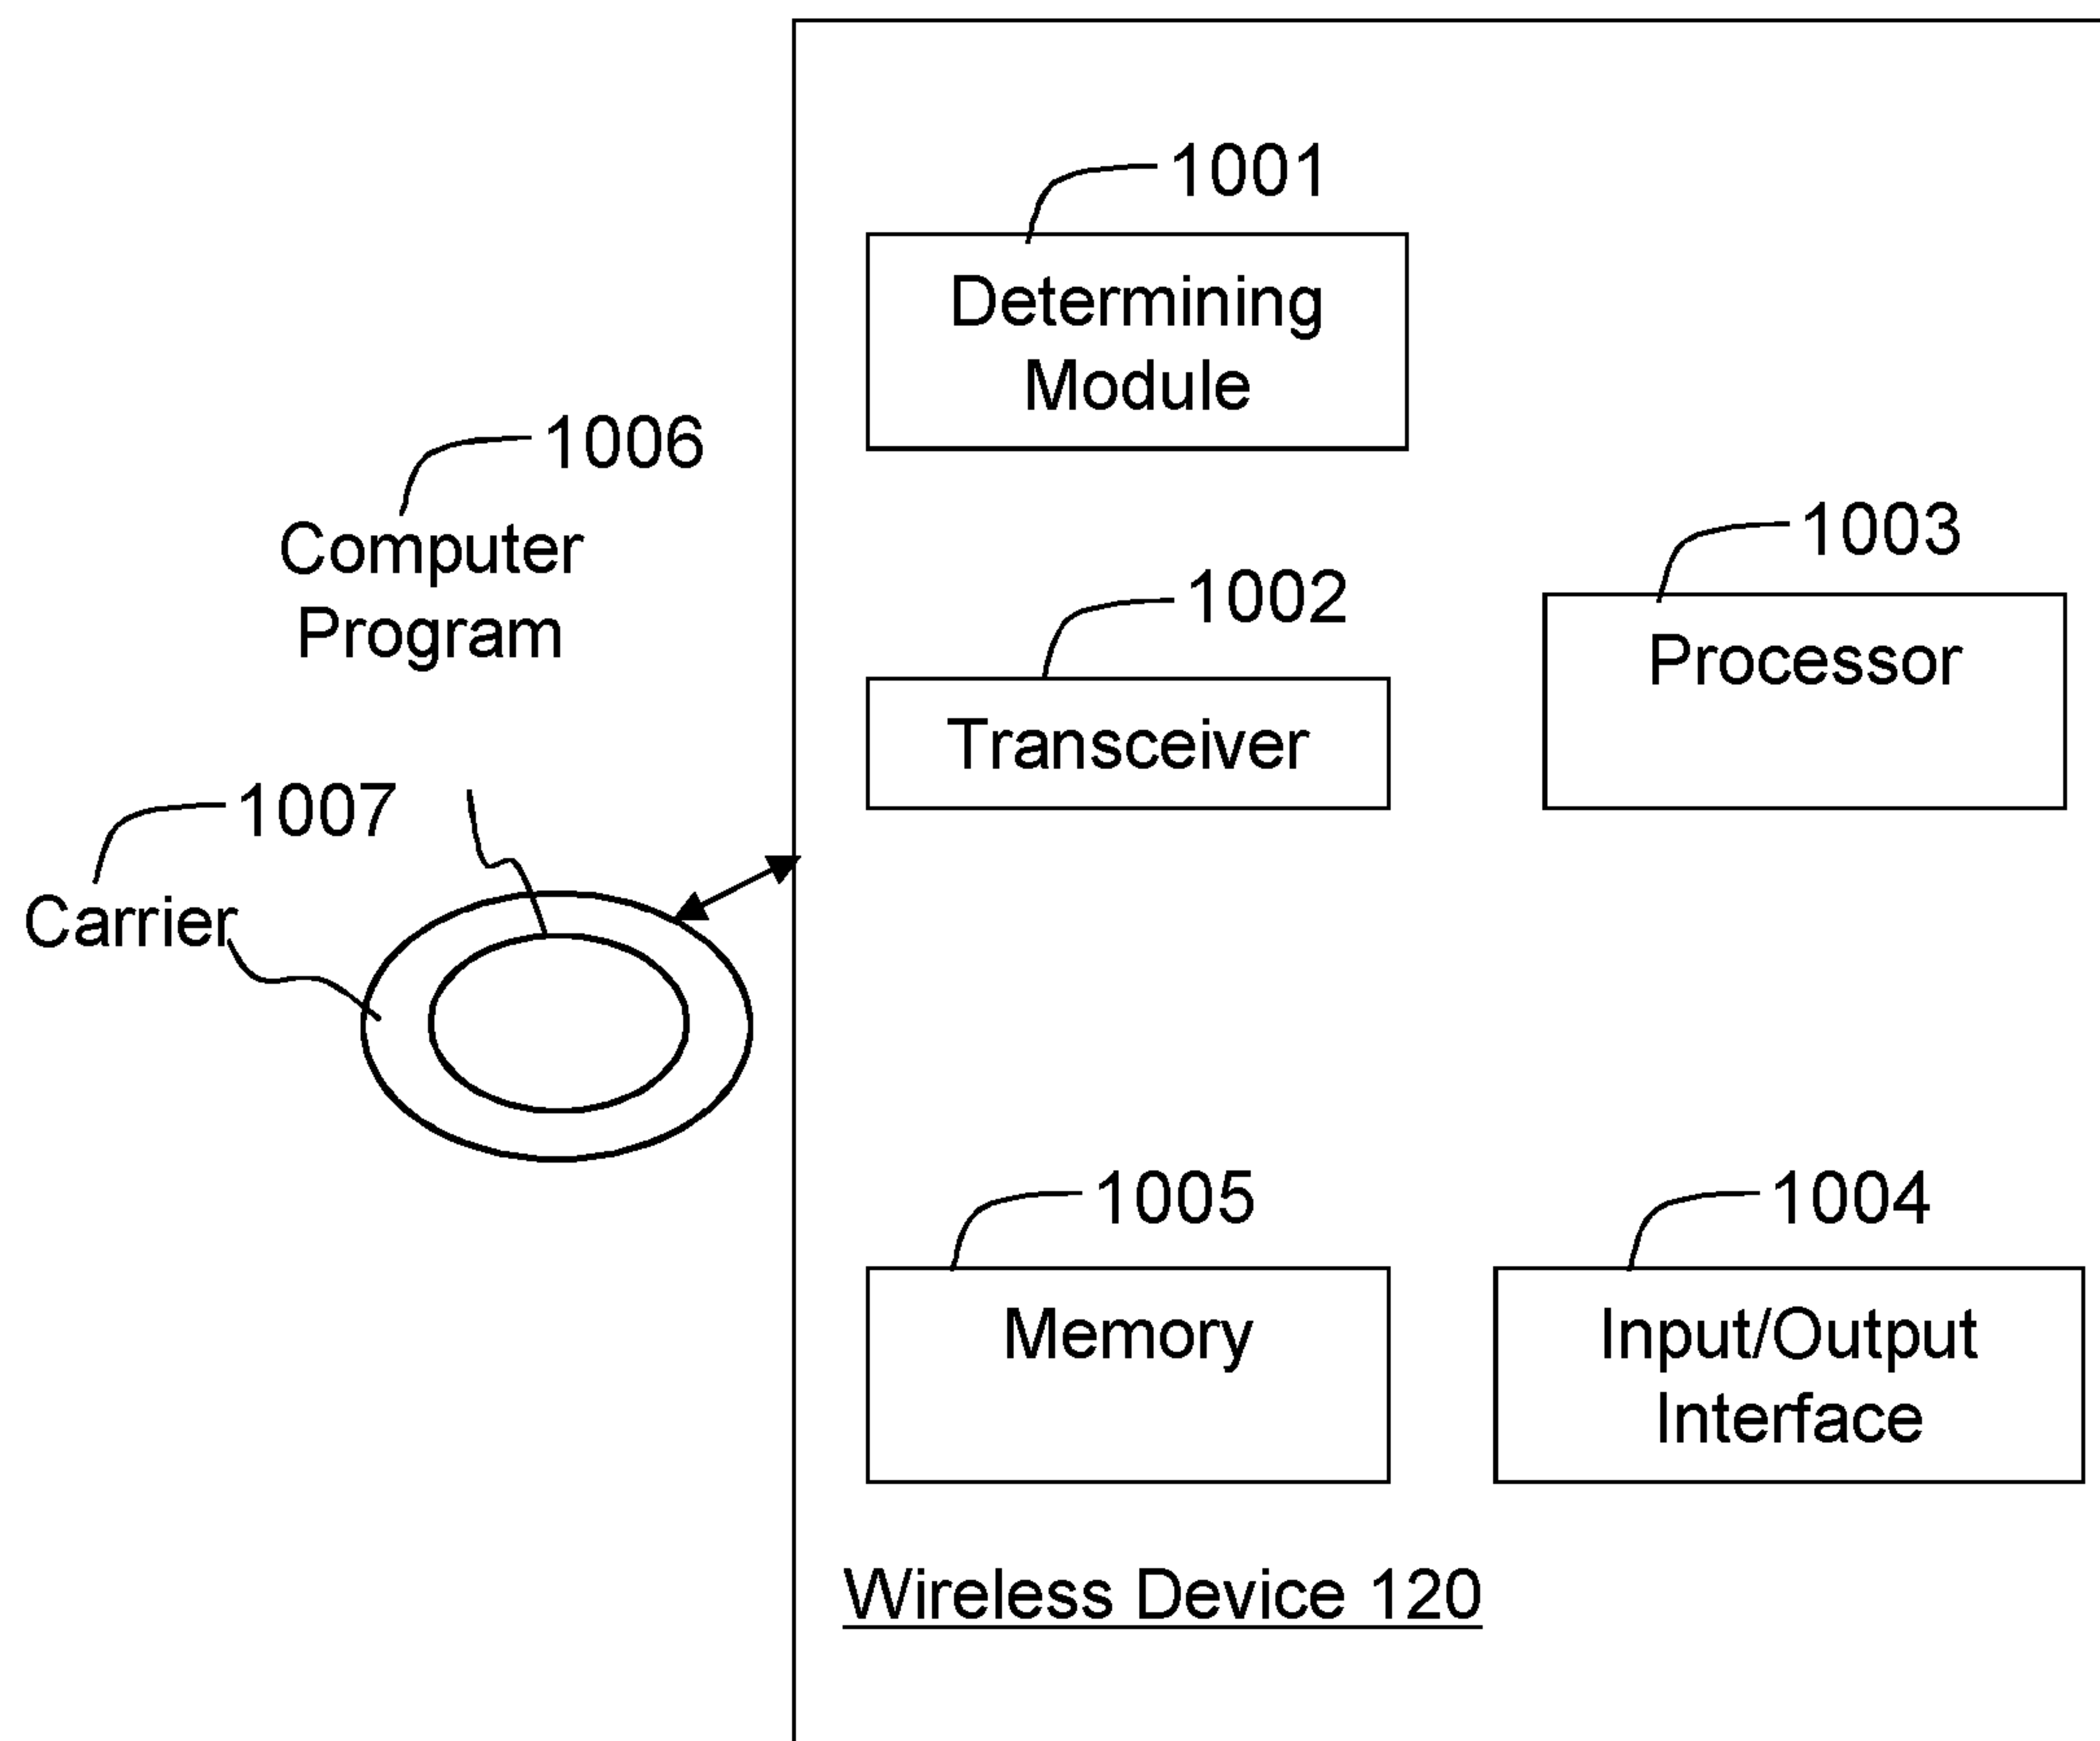 1001
Determining
Module
1006
Computer
Program
1003
Processor
1002
Transceiver
1007
Carrier
1005
Memory
1004
Input/Output
Interface
Wireless Device 120